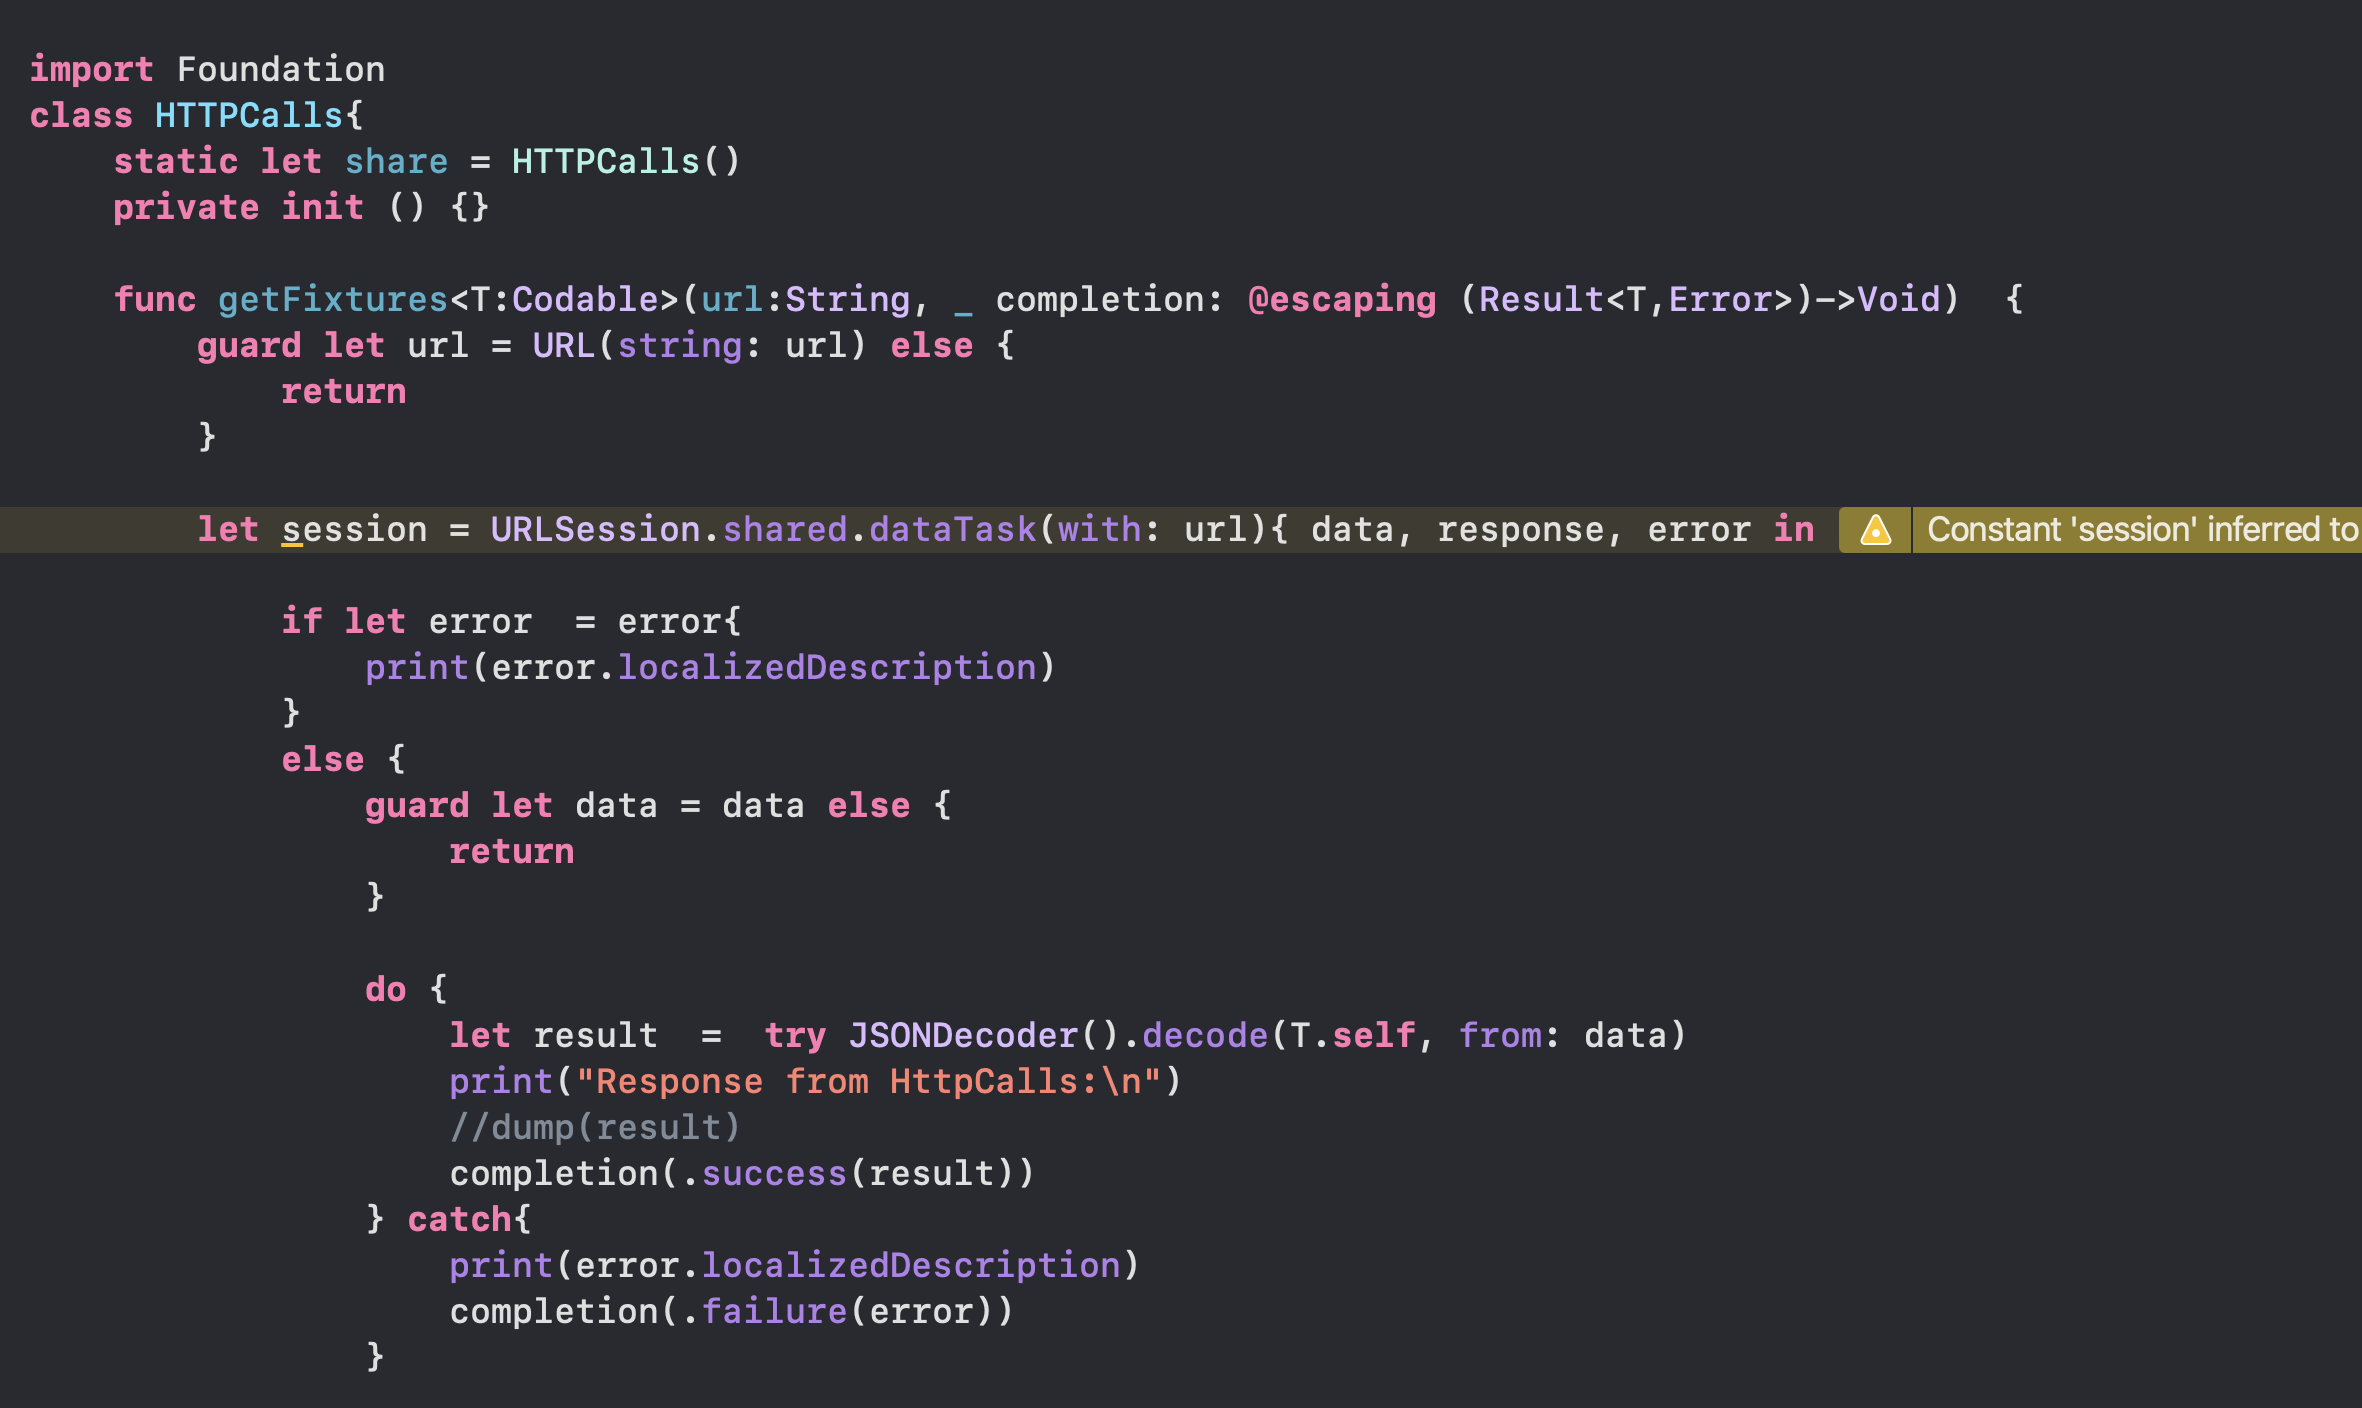 import Foundation
class HTTPCalls{
    static let share = HTTPCalls()
    private init () {}
    func getFixtures<T:Codable>(url:String, _ completion: @escaping (Result<T,Error>)->Void)  {
        guard let url = URL(string: url) else {
            return
        }
        let session = URLSession.shared.dataTask(with: url){ data, response, error in Constant 'session' inferred to
            if let error  = error{
                print(error.localizedDescription)
            }
            else {
                guard let data = data else {
                    return
                }
                do {
                    let result  =  try JSONDecoder().decode(T.self, from: data)
                    print("Response from HttpCalls:\n")
                    //dump(result)
                    completion(.success(result))
                } catch{
                    print(error.localizedDescription)
                    completion(.failure(error))
                }